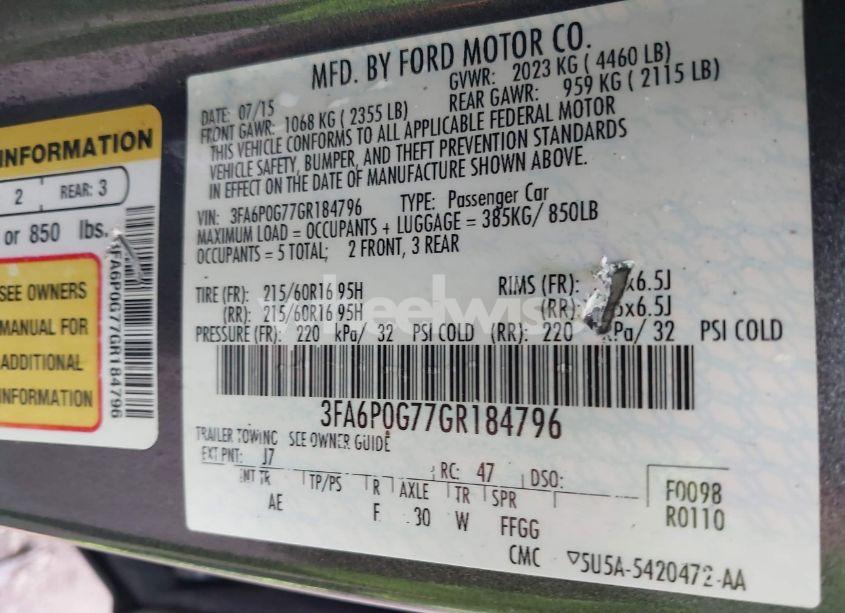 INFORMATION
2 REAR: 3
or 850 lbs.
SEE OWNERS
MANUAL FOR
ADDITIONAL
INFORMATION
3FA6P0G77GR184796
MFD. BY FORD MOTOR CO.
DATE: 07/15 GVWR: 2023 KG ( 4460 LB)
FRONT GAWR: 1068 KG ( 2355 LB) REAR GAWR: 959 KG ( 2115 LB)
THIS VEHICLE CONFORMS TO ALL APPLICABLE FEDERAL MOTOR
VEHICLE SAFETY, BUMPER, AND THEFT PREVENTION STANDARDS
IN EFFECT ON THE DATE OF MANUFACTURE SHOWN ABOVE.
VIN: 3FA6P0G77GR184796 TYPE: Passenger Car
MAXIMUM LOAD = OCCUPANTS + LUGGAGE = 385KG/ 850LB
OCCUPANTS = 5 TOTAL; 2 FRONT, 3 REAR
TIRE (FR): 215/60R16 95H RIMS (FR): x6.5J
(RR): 215/60R16 95H (RR): x6.5J
PRESSURE (FR): 220 kPa/ 32 PSI COLD (RR): 220 kPa/ 32 PSI COLD
3FA6P0G77GR184796
TRAILER TOWING SEE OWNER GUIDE
EXT PNT: J7 RC: 47 DSO:
INT TR TP/PS R AXLE TR SPR F0098
AE F 30 W FFGG R0110
CMC ▽5U5A-5420472-AA